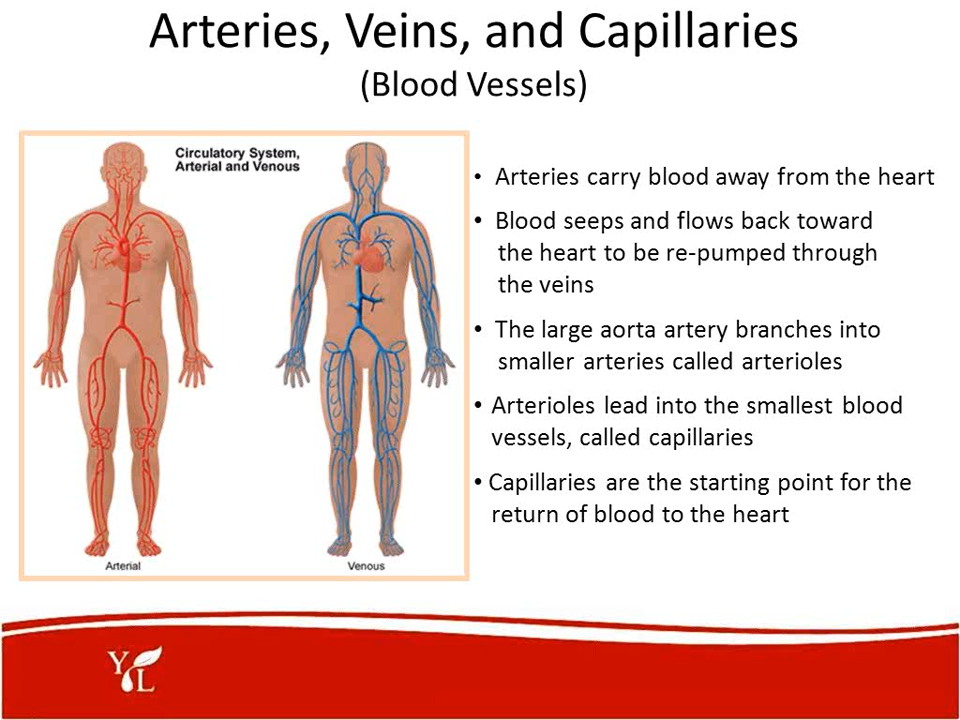 Arteries, Veins, and Capillaries
(Blood Vessels)
Circulatory System,
Arterial and Venous
Arterial
Venous
• Arteries carry blood away from the heart
• Blood seeps and flows back toward
the heart to be re-pumped through
the veins
• The large aorta artery branches into
smaller arteries called arterioles
• Arterioles lead into the smallest blood
vessels, called capillaries
• Capillaries are the starting point for the
return of blood to the heart
Y L